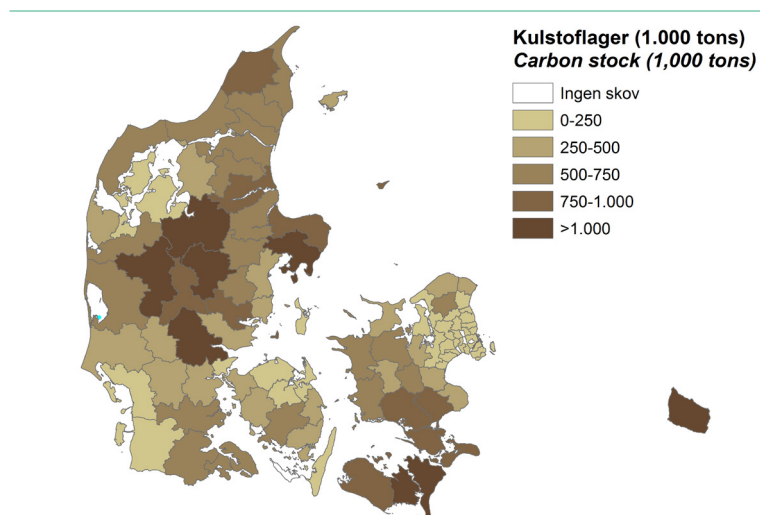 Kulstoflager (1.000 tons)
Carbon stock (1,000 tons)
Ingen skov
0-250
250-500
500-750
750-1.000
>1.000